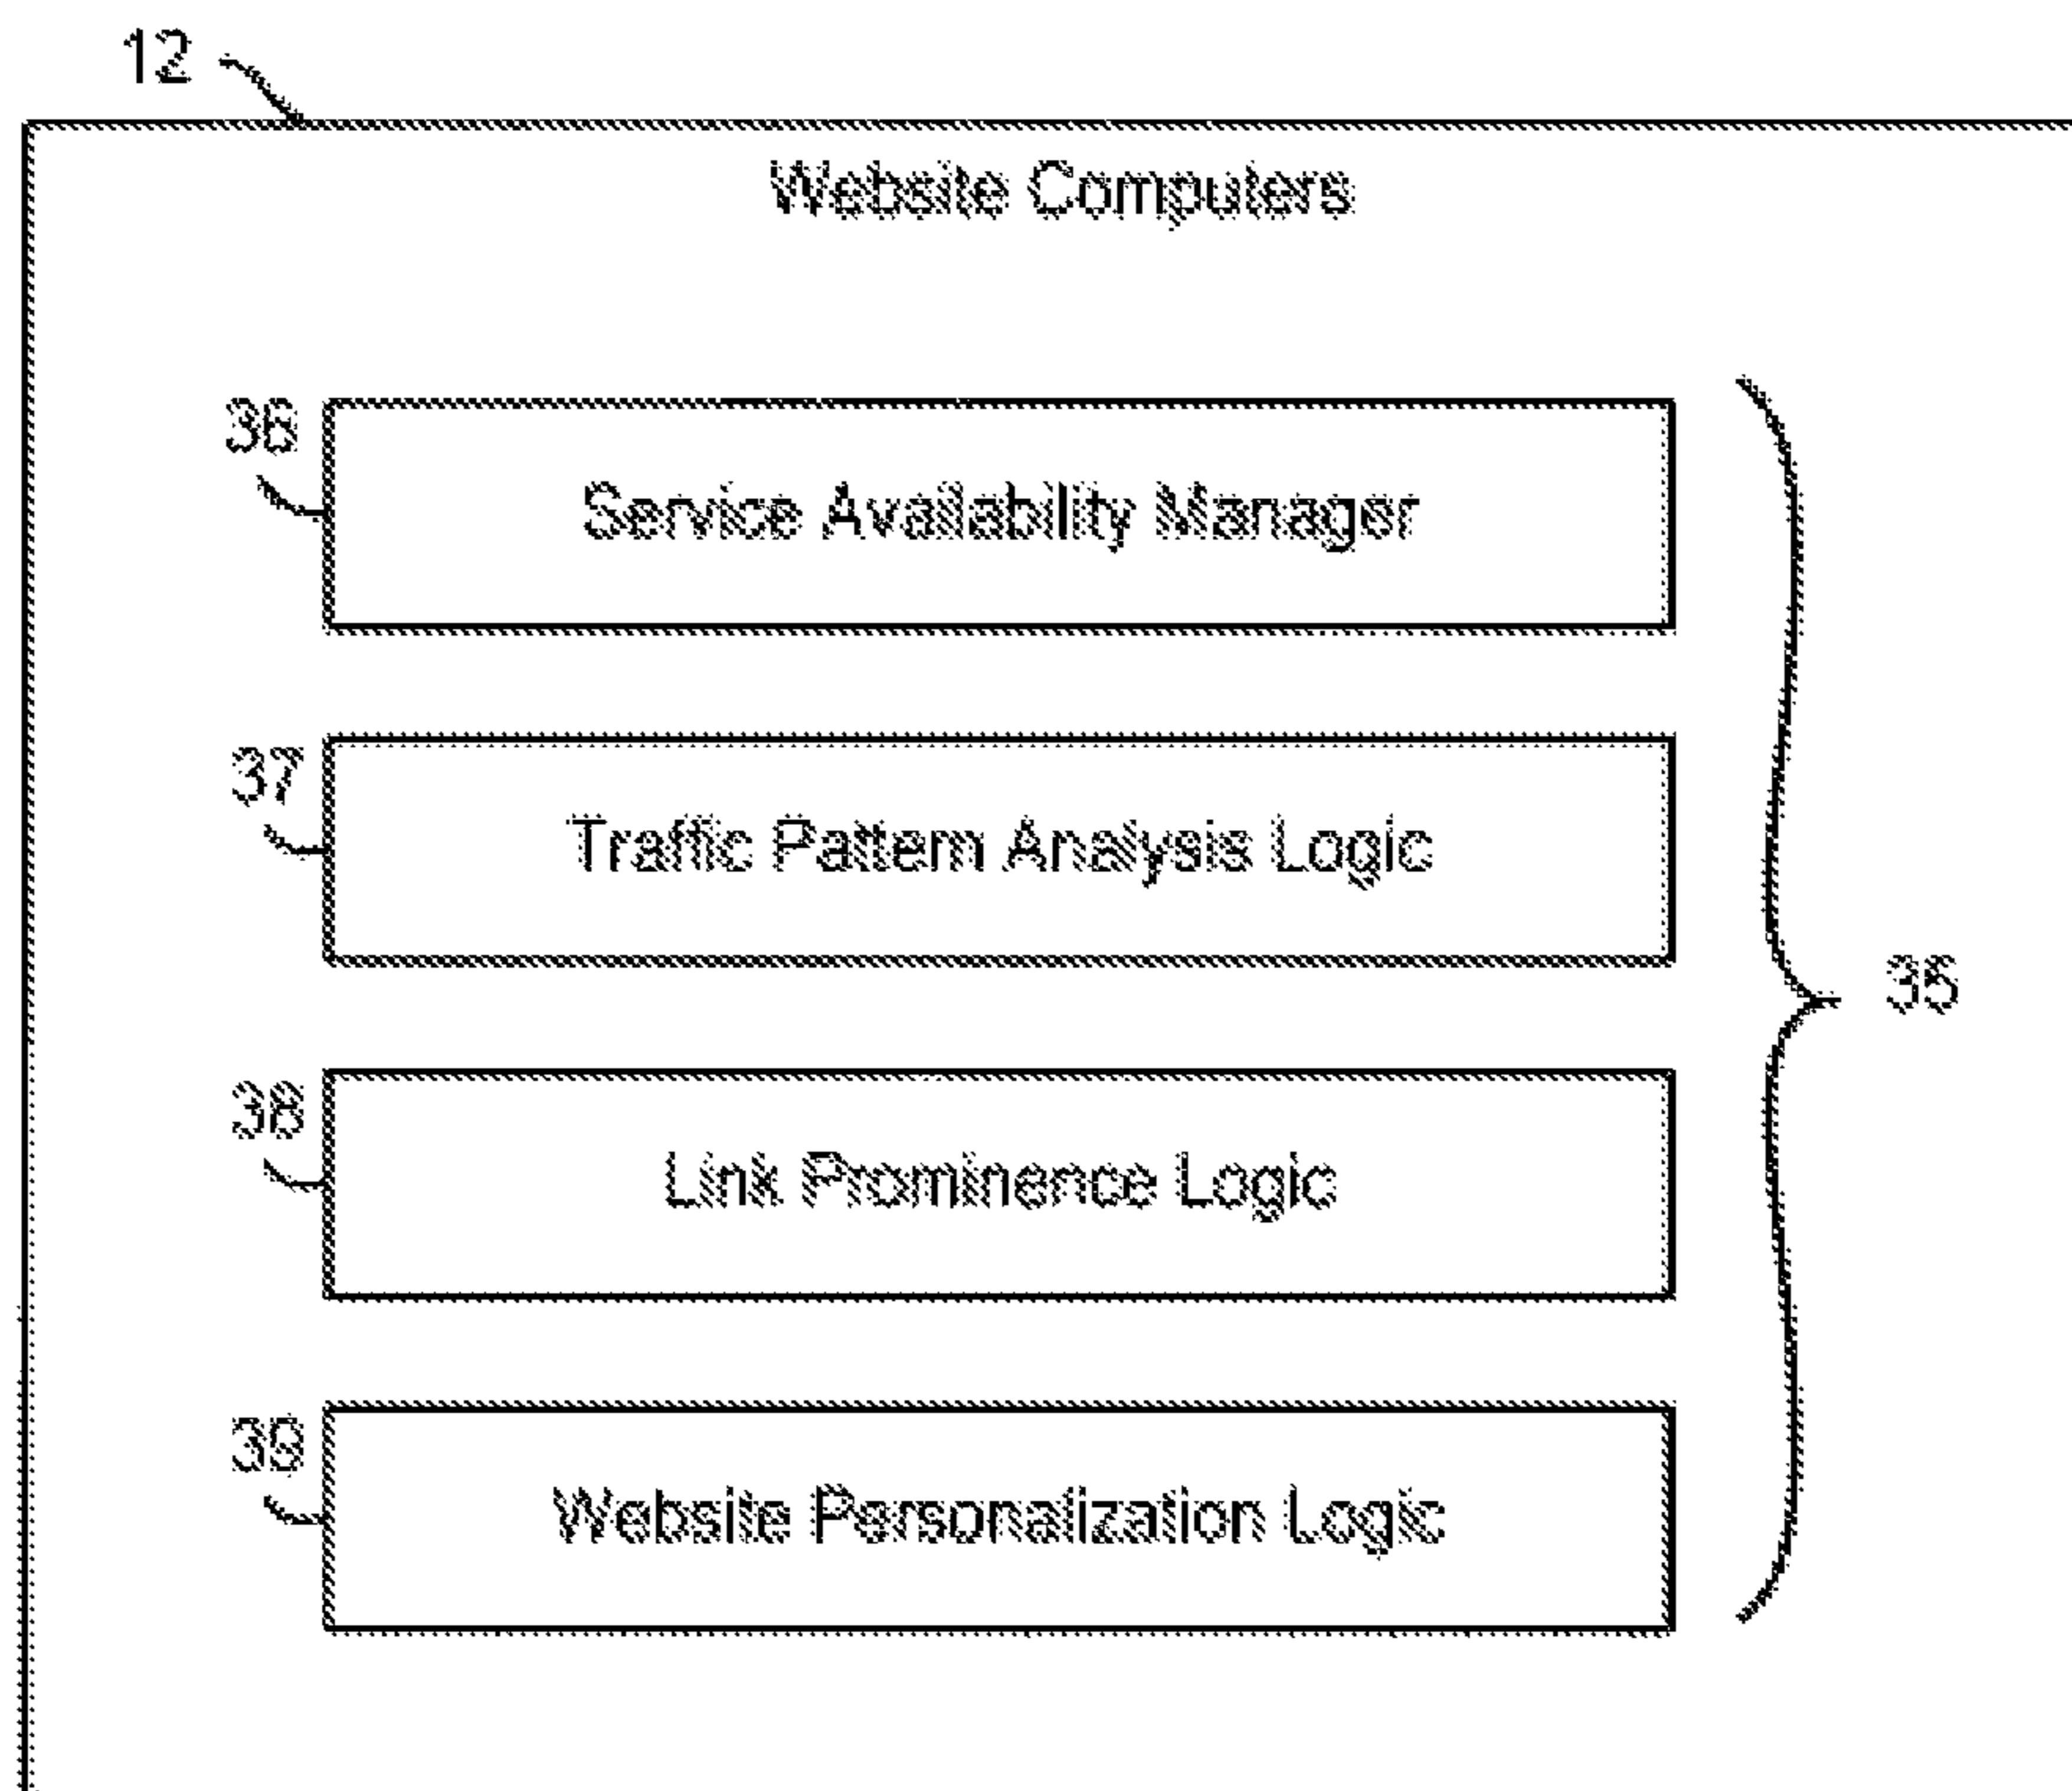 12
Website Computers
36
Service Availability Manager
37
Traffic Pattern Analysis Logic
35
38
Link Prominence Logic
39
Website Personalization Logic